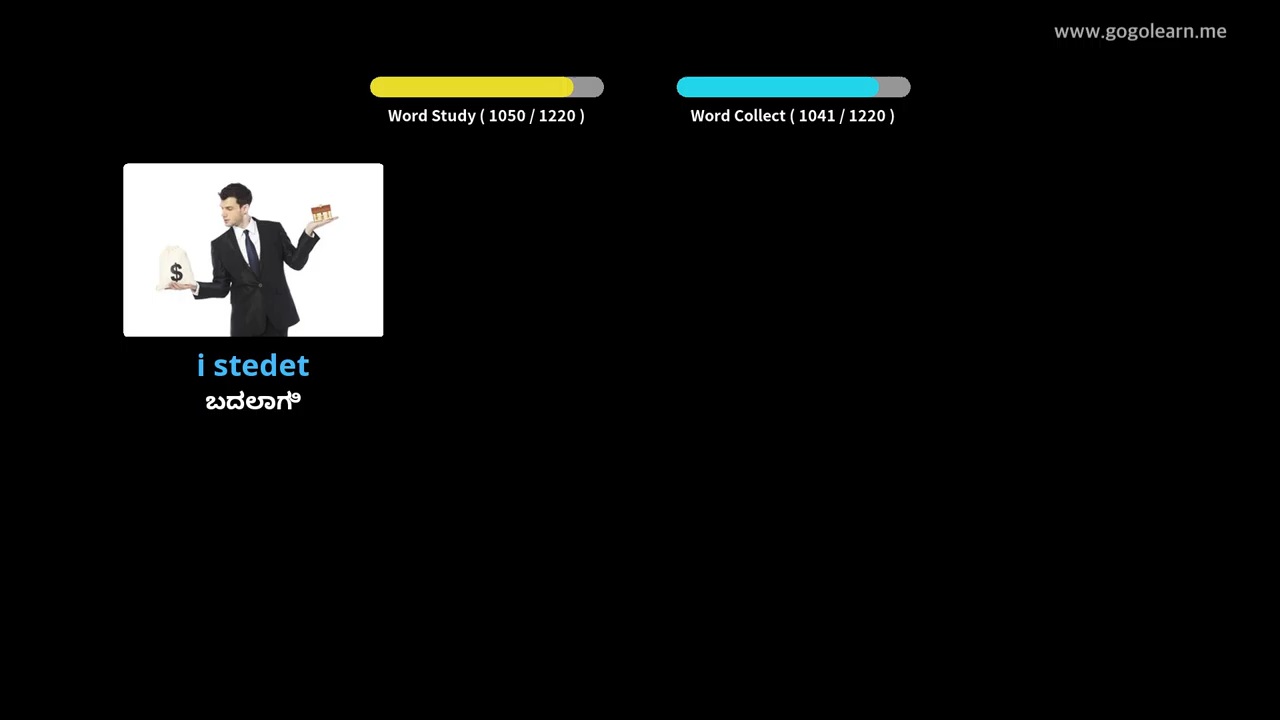 www.gogolearn.me
Word Study ( 1050 / 1220 )
Word Collect ( 1041 / 1220 )
$
i stedet
ಬದಲಾಗಿ